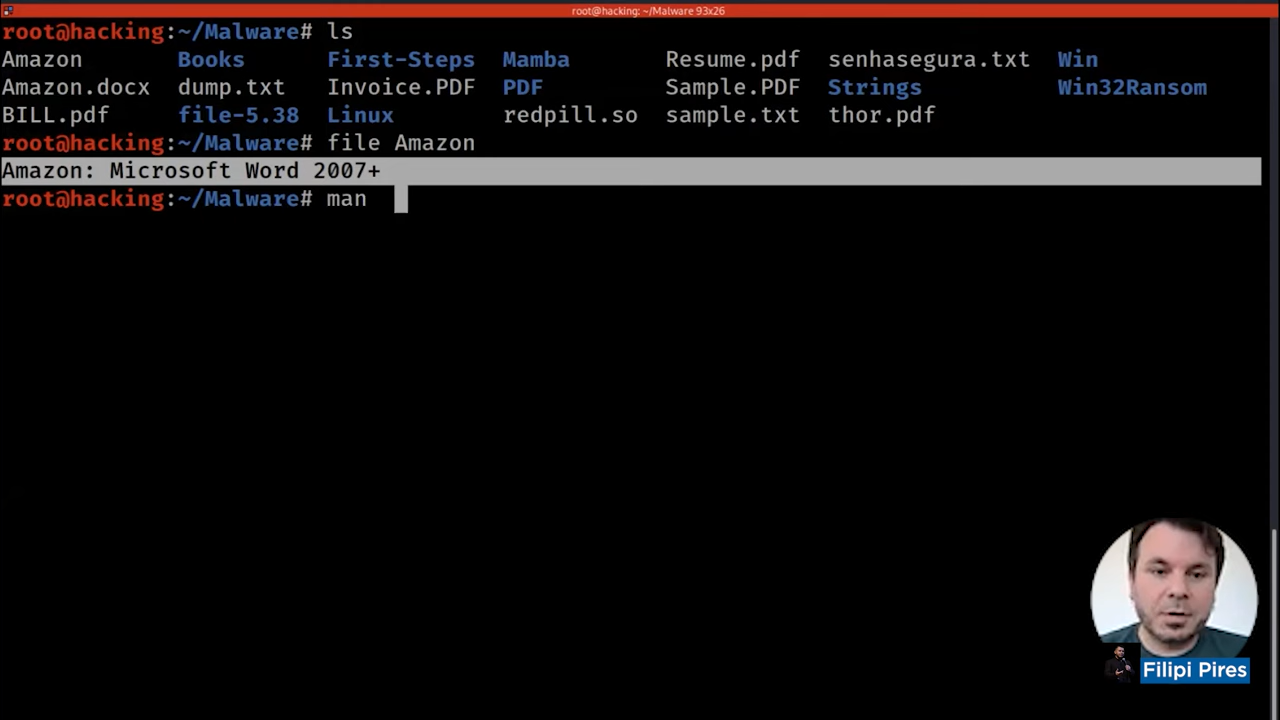 root@hacking: ~/Malware 93x26
root@hacking:~/Malware# ls
Amazon Books First-Steps Mamba Resume.pdf senhasegura.txt Win
Amazon.docx dump.txt Invoice.PDF PDF Sample.PDF Strings Win32Ransom
BILL.pdf file-5.38 Linux redpill.so sample.txt thor.pdf
root@hacking:~/Malware# file Amazon
Amazon: Microsoft Word 2007+
root@hacking:~/Malware# man
Filipi Pires